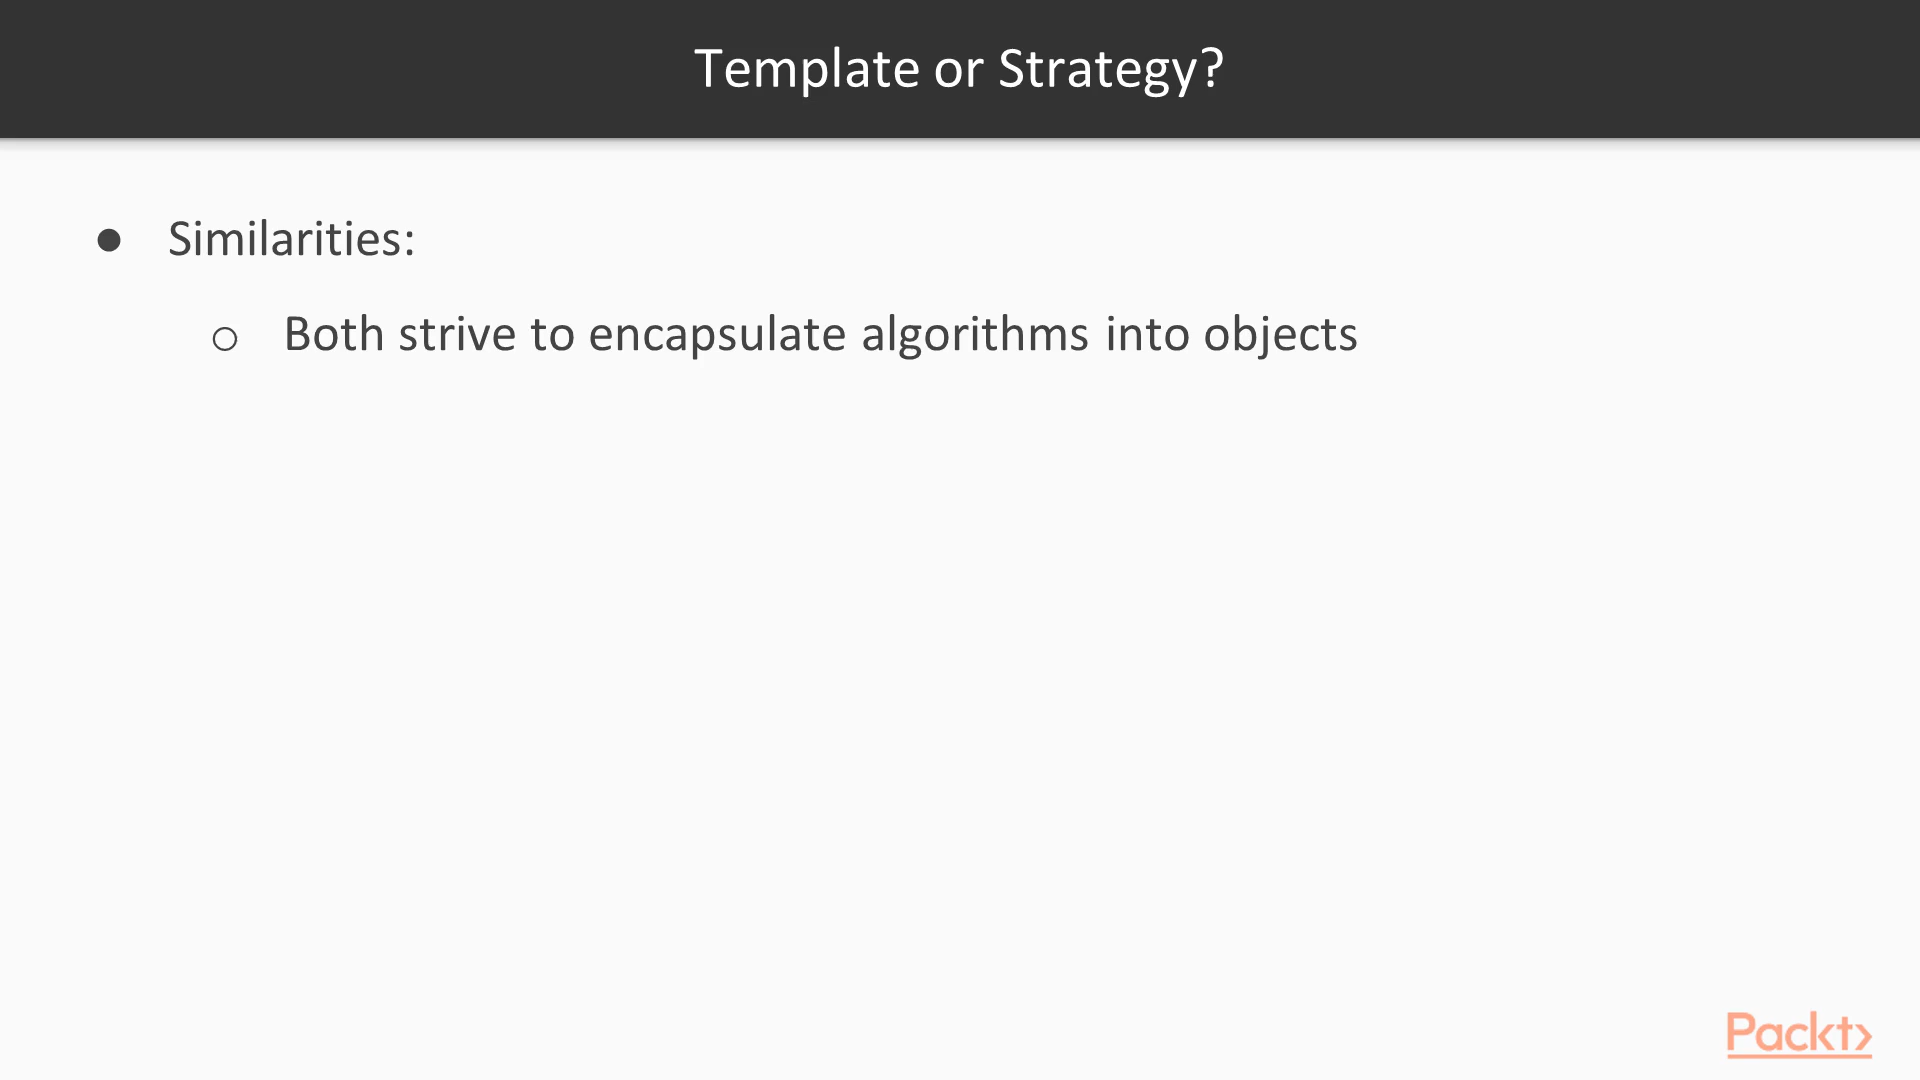 Template or Strategy?
● Similarities:
○ Both strive to encapsulate algorithms into objects
Packt>